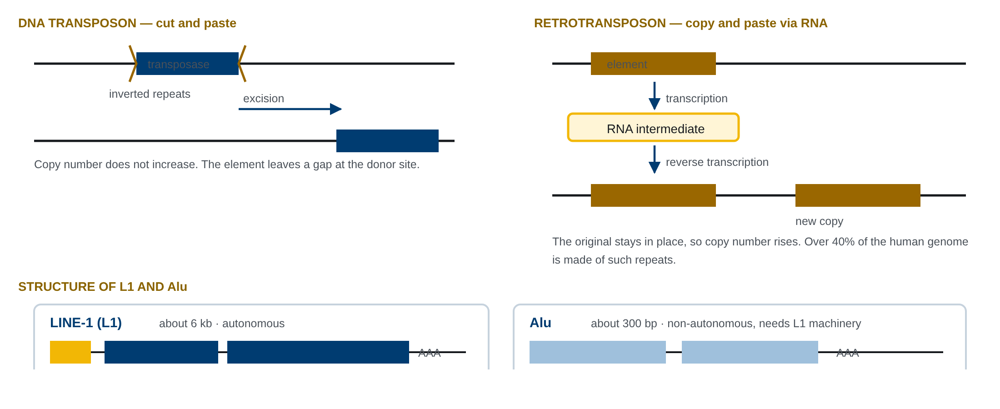 DNA TRANSPOSON — cut and paste
transposase
inverted repeats
excision
Copy number does not increase. The element leaves a gap at the donor site.
RETROTRANSPOSON — copy and paste via RNA
element
transcription
RNA intermediate
reverse transcription
new copy
The original stays in place, so copy number rises. Over 40% of the human genome
is made of such repeats.
STRUCTURE OF L1 AND Alu
LINE-1 (L1)
about 6 kb · autonomous
AAA
Alu
about 300 bp · non-autonomous, needs L1 machinery
AAA